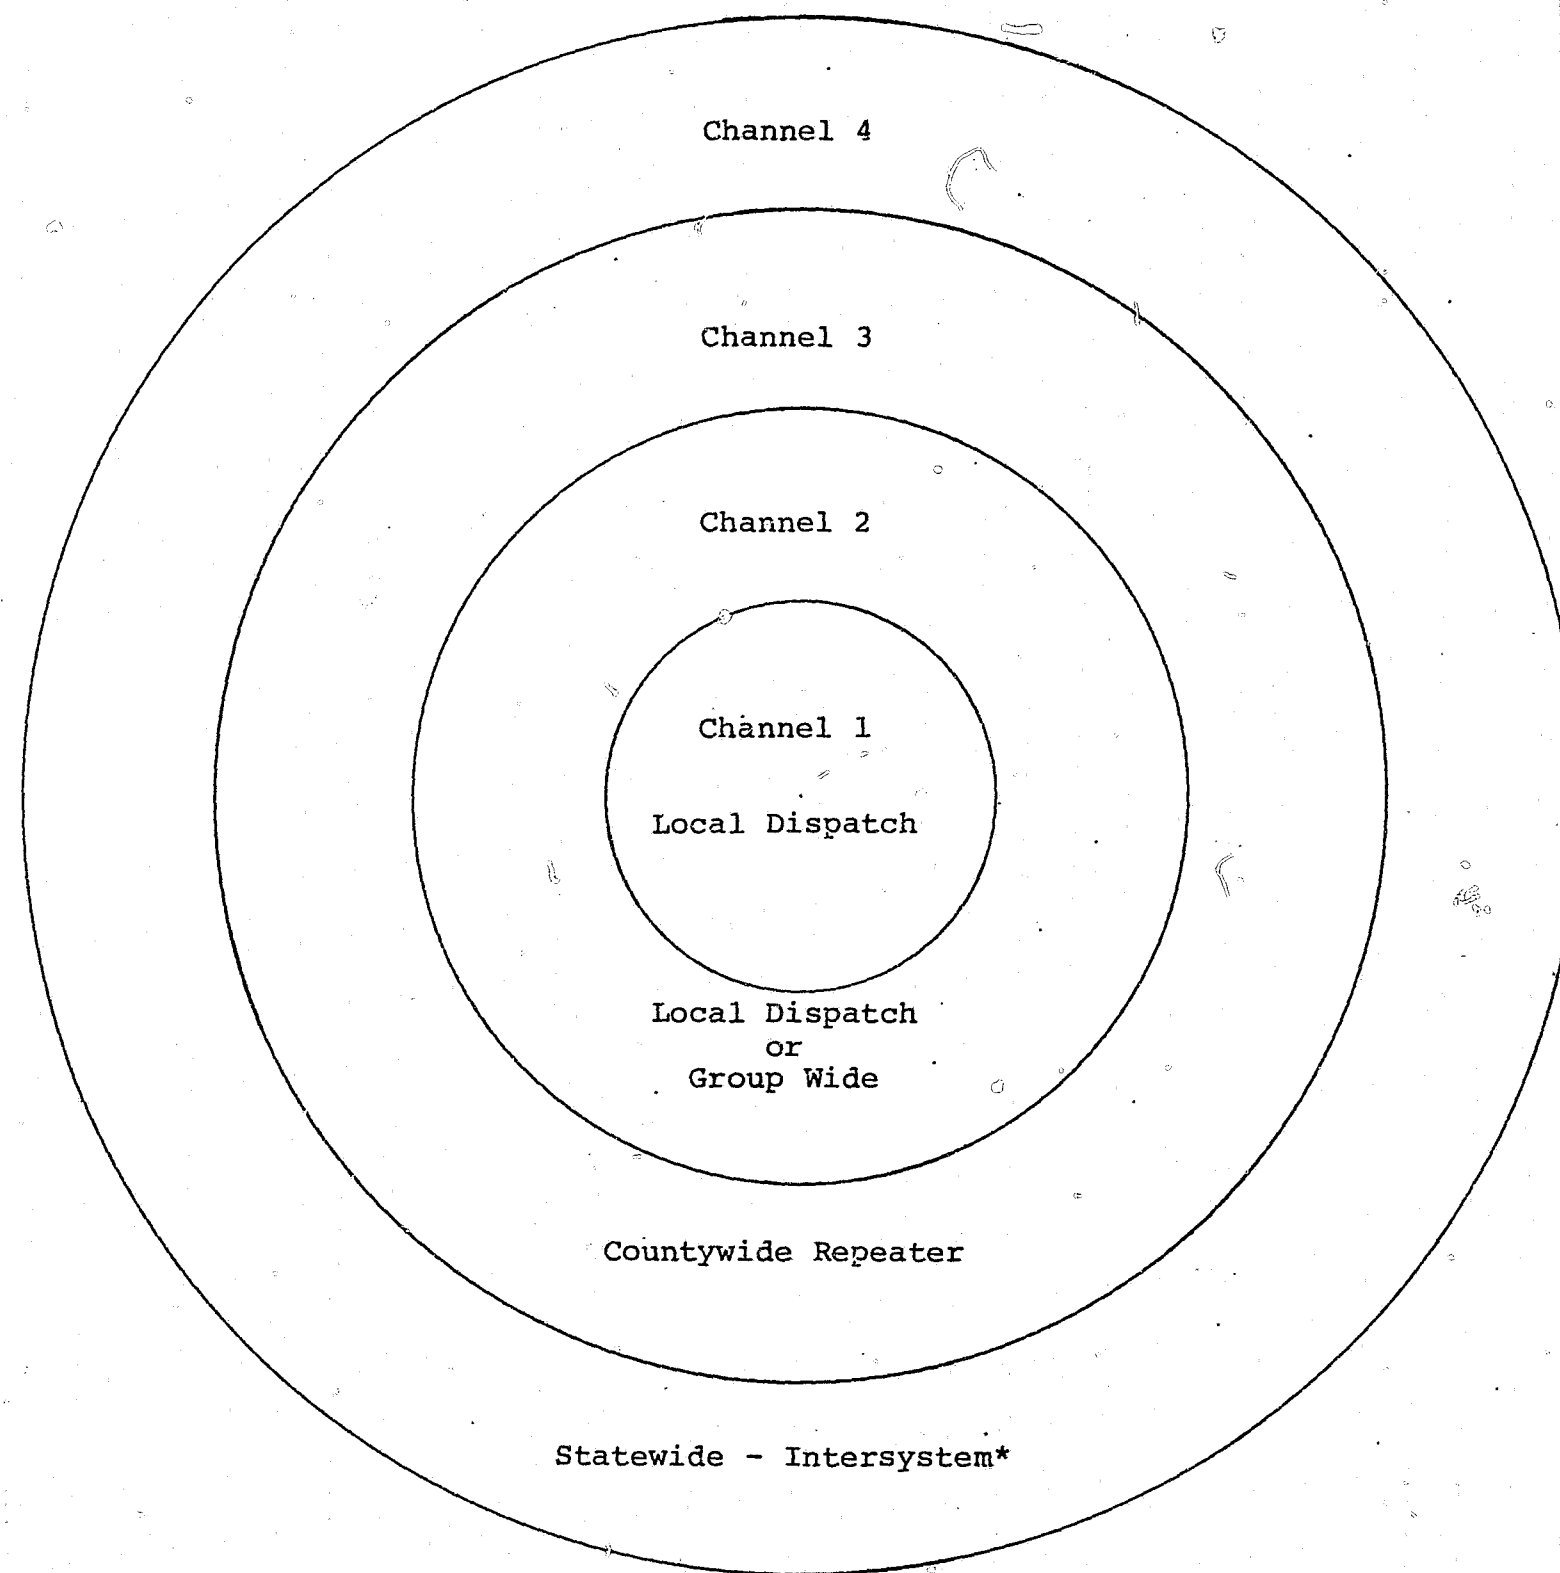 Channel 4
Channel 3
Channel 2
Channel 1
Local Dispatch
Local Dispatch
or
Group Wide
Countywide Repeater
Statewide - Intersystem*